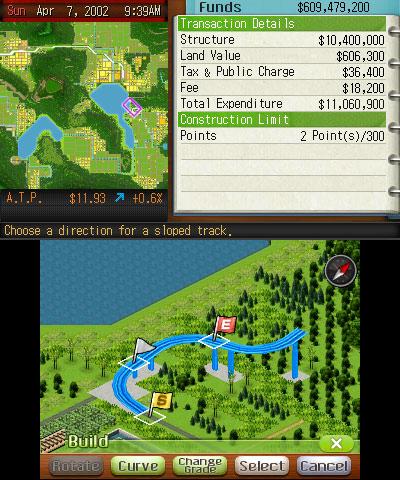 Sun Apr 7, 2002 9:39AM
Funds $609,479,200
Transaction Details
Structure $10,400,000
Land Value $606,300
Tax & Public Charge $36,400
Fee $18,200
Total Expenditure $11,060,900
Construction Limit
Points 2 Point(s)/300
A.T.P. $11.93 +0.6%
Choose a direction for a sloped track.
E
S
Build
Rotate Curve Change Grade Select Cancel